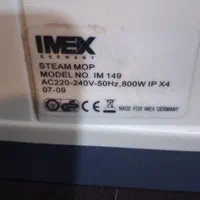 IMEX
GERMANY
STEAM MOP
MODEL NO. IM 149
AC220-240V-50Hz,800W IP X4
07-09
MADE FOR IMEX GERMANY